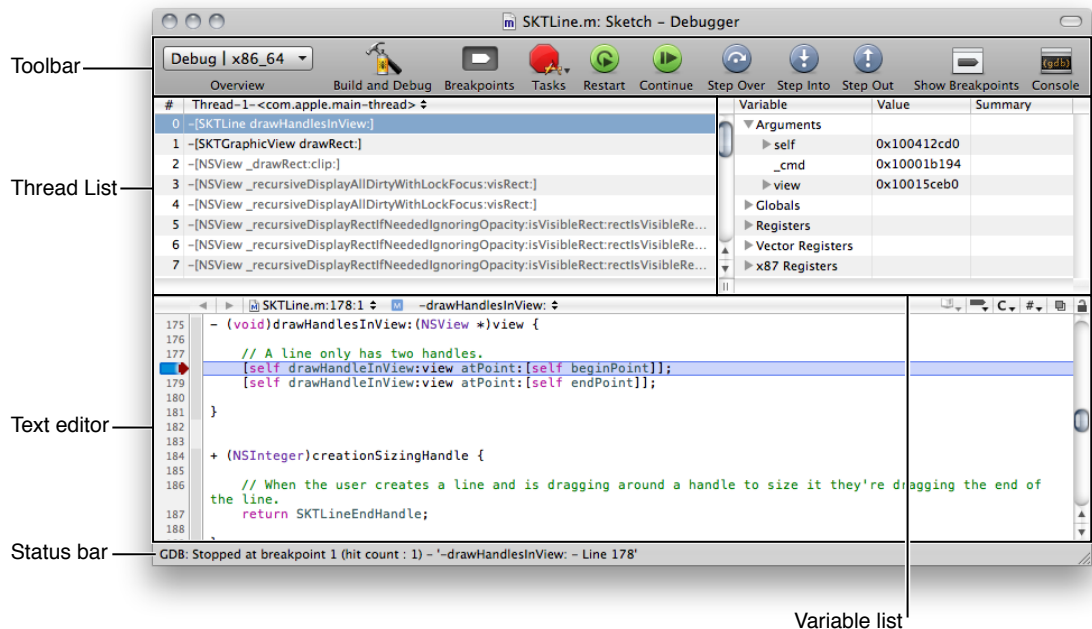 SKTLine.m: Sketch – Debugger
Toolbar
Debug | x86_64
Overview
Build and Debug
Breakpoints
Tasks
Restart
Continue
Step Over
Step Into
Step Out
Show Breakpoints
(gdb)
Console
# Thread-1-<com.apple.main-thread>
Variable Value Summary
Thread List
0 -[SKTLine drawHandlesInView:]
1 -[SKTGraphicView drawRect:]
2 -[NSView _drawRect:clip:]
3 -[NSView _recursiveDisplayAllDirtyWithLockFocus:visRect:]
4 -[NSView _recursiveDisplayAllDirtyWithLockFocus:visRect:]
5 -[NSView _recursiveDisplayRectIfNeededIgnoringOpacity:isVisibleRect:rectIsVisibleRe...
6 -[NSView _recursiveDisplayRectIfNeededIgnoringOpacity:isVisibleRect:rectIsVisibleRe...
7 -[NSView _recursiveDisplayRectIfNeededIgnoringOpacity:isVisibleRect:rectIsVisibleRe...
Arguments
self 0x100412cd0
_cmd 0x10001b194
view 0x10015ceb0
Globals
Registers
Vector Registers
x87 Registers
SKTLine.m:178:1 M -drawHandlesInView: C #
Text editor
175 - (void)drawHandlesInView:(NSView *)view {
176
177 // A line only has two handles.
[self drawHandleInView:view atPoint:[self beginPoint]];
179 [self drawHandleInView:view atPoint:[self endPoint]];
180
181 }
182
183
184 + (NSInteger)creationSizingHandle {
185
186 // When the user creates a line and is dragging around a handle to size it they're dragging the end of
the line.
187 return SKTLineEndHandle;
188
Status bar
GDB: Stopped at breakpoint 1 (hit count : 1) – '-drawHandlesInView: – Line 178'
Variable list